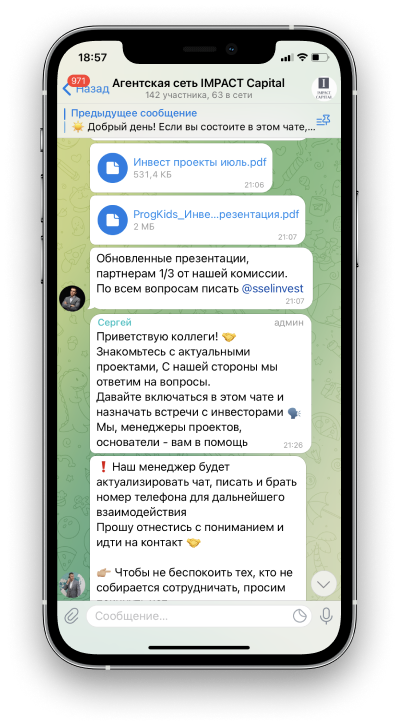 18:57
971
Назад
Агентская сеть IMPACT Capital
142 участника, 63 в сети
IMPACT
CAPITAL
Предыдущее сообщение
☀️ Добрый день! Если вы состоите в этом чате,...
Инвест проекты июль.pdf
531,4 КБ
21:06
ProgKids_Инве...резентация.pdf
2 МБ
21:07
Обновленные презентации,
партнерам 1/3 от нашей комиссии.
По всем вопросам писать @sselinvest
21:07
Сергей
админ
Приветствую коллеги! 🤝
Знакомьтесь с актуальными
проектами, С нашей стороны мы
ответим на вопросы.
Давайте включаться в этом чате и
назначать встречи с инвесторами 🗣
Мы, менеджеры проектов,
основатели - вам в помощь
21:26
❗ Наш менеджер будет
актуализировать чат, писать и брать
номер телефона для дальнейшего
взаимодействия
Прошу отнестись с пониманием и
идти на контакт 🤝
👉🏼 Чтобы не беспокоить тех, кто не
собирается сотрудничать, просим
Сообщение...